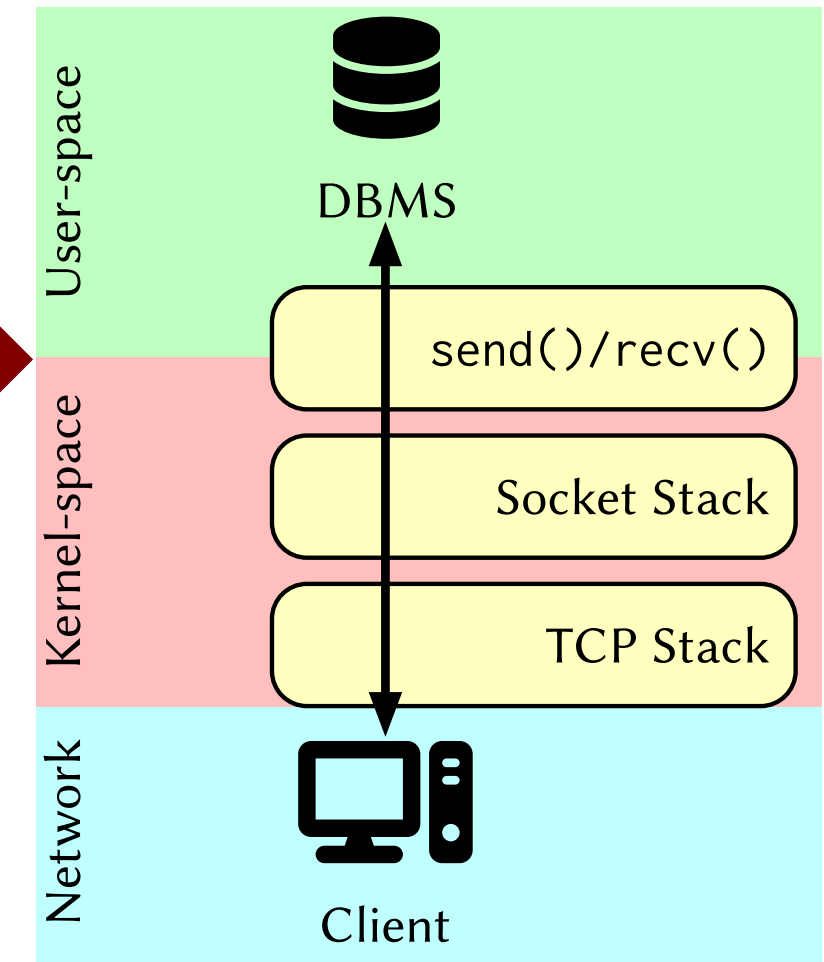 User-space
DBMS
send()/recv()
Kernel-space
Socket Stack
TCP Stack
Network
Client